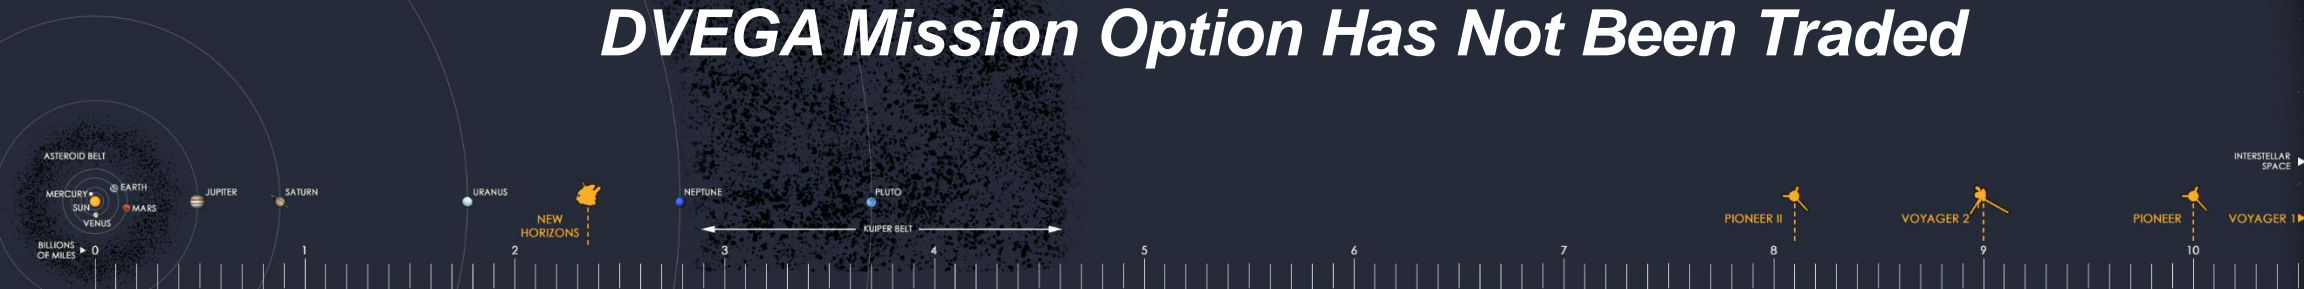 DVEGA Mission Option Has Not Been Traded
ASTEROID BELT
MERCURY
EARTH
SUN
MARS
VENUS
JUPITER
SATURN
URANUS
NEW
HORIZONS
NEPTUNE
PLUTO
KUIPER BELT
PIONEER II
VOYAGER 2
PIONEER
VOYAGER 1
INTERSTELLAR
SPACE
BILLIONS
OF MILES
0 1 2 3 4 5 6 7 8 9 10